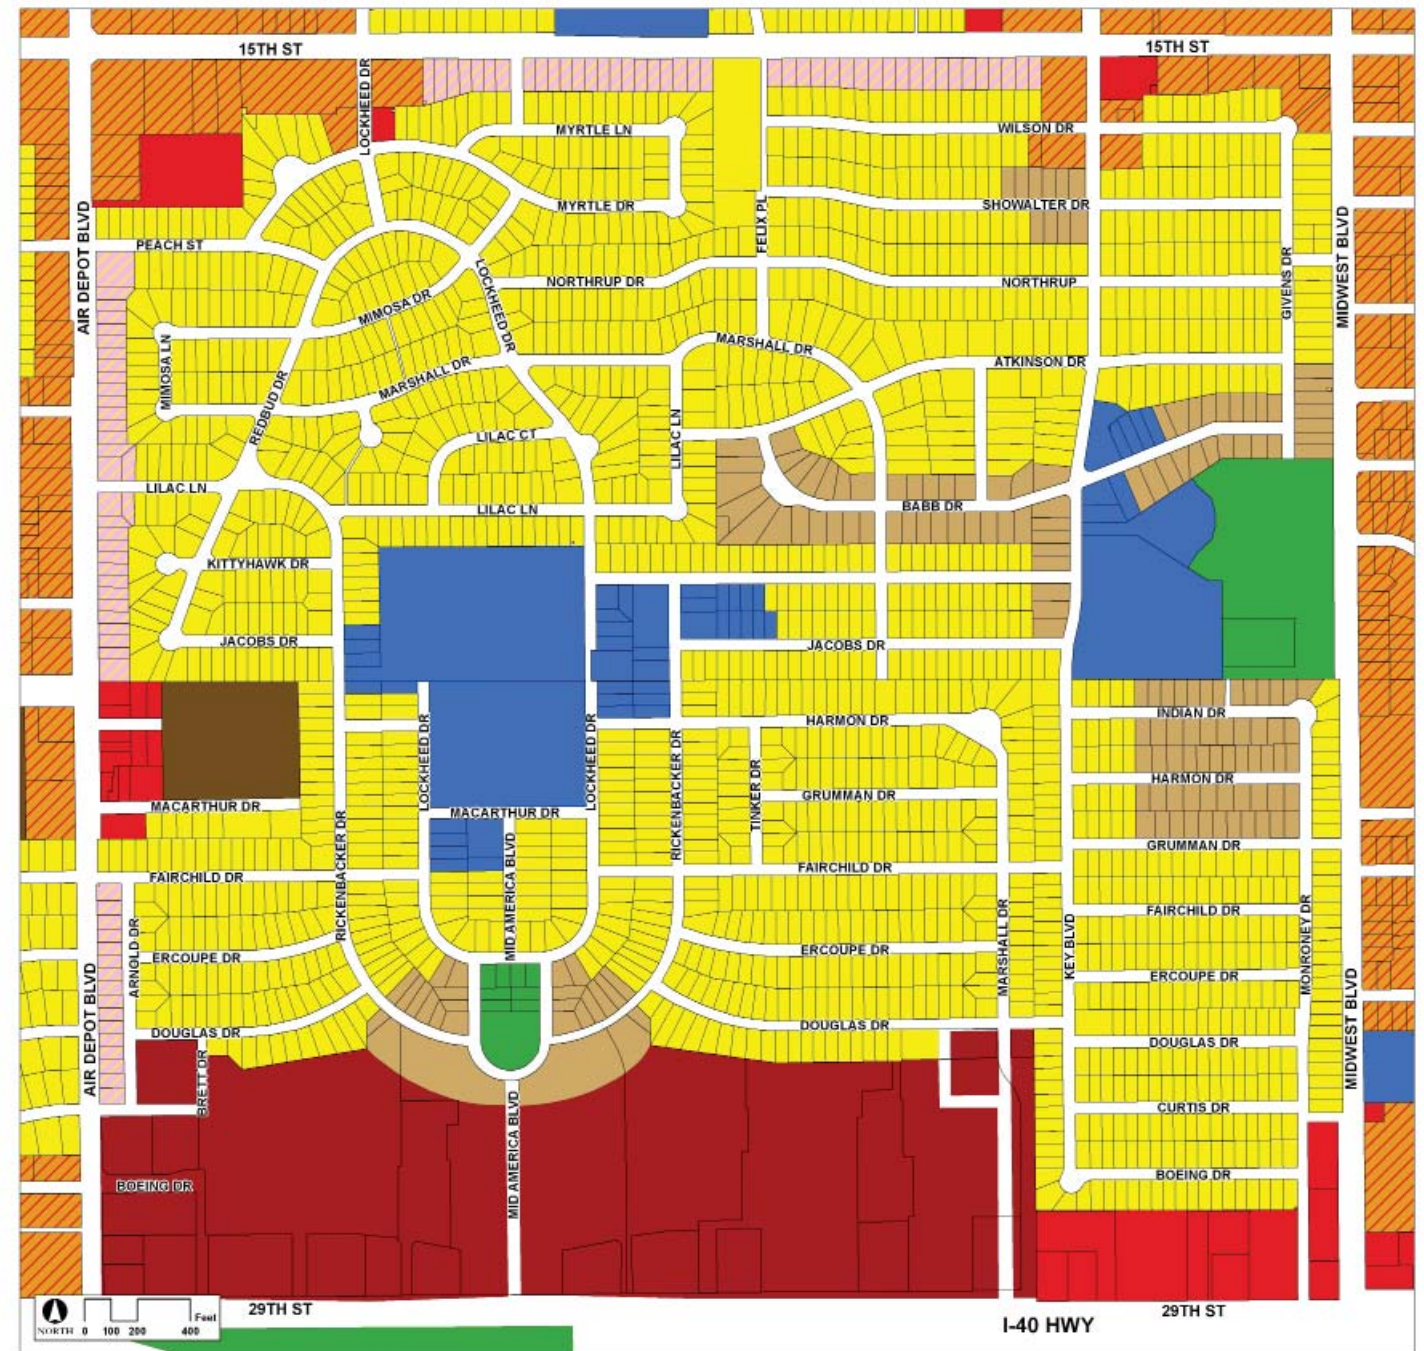 15TH ST
15TH ST
LOCKHEED DR
MYRTLE LN
WILSON DR
MYRTLE DR
SHOWALTER DR
FELIX PL
AIR DEPOT BLVD
PEACH ST
MIDWEST BLVD
LOCKHEED DR
NORTHRUP DR
NORTHRUP
GIVENS DR
MIMOSA DR
MARSHALL DR
MIMOSA LN
MARSHALL DR
ATKINSON DR
REDBUD DR
LILAC CT
LILAC LN
LILAC LN
LILAC LN
BABB DR
KITTYHAWK DR
JACOBS DR
JACOBS DR
INDIAN DR
HARMON DR
LOCKHEED DR
LOCKHEED DR
RICKENBACKER DR
TINKER DR
HARMON DR
GRUMMAN DR
MACARTHUR DR
MACARTHUR DR
RICKENBACKER DR
MID AMERICA BLVD
GRUMMAN DR
FAIRCHILD DR
FAIRCHILD DR
FAIRCHILD DR
ARNOLD DR
ERCOUPE DR
ERCOUPE DR
MARSHALL DR
KEY BLVD
MONRONEY DR
ERCOUPE DR
AIR DEPOT BLVD
MIDWEST BLVD
DOUGLAS DR
DOUGLAS DR
DOUGLAS DR
BRETT DR
CURTIS DR
MID AMERICA BLVD
BOEING DR
BOEING DR
29TH ST
29TH ST
I-40 HWY
NORTH 0 100 200 400 Feet